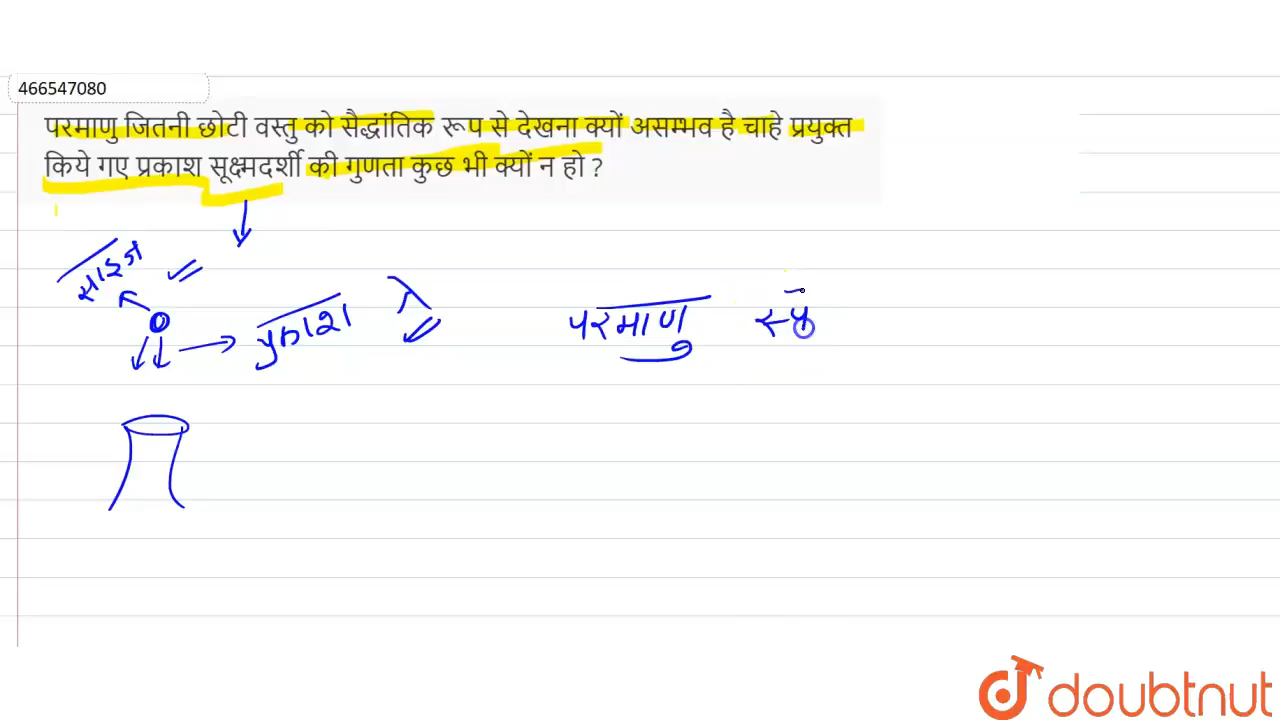 466547080
परमाणु जितनी छोटी वस्तु को सैद्धांतिक रूप से देखना क्यों असम्भव है चाहे प्रयुक्त
किये गए प्रकाश सूक्ष्मदर्शी की गुणता कुछ भी क्यों न हो ?
साइज
प्रकाश λ परमाणु
doubtnut